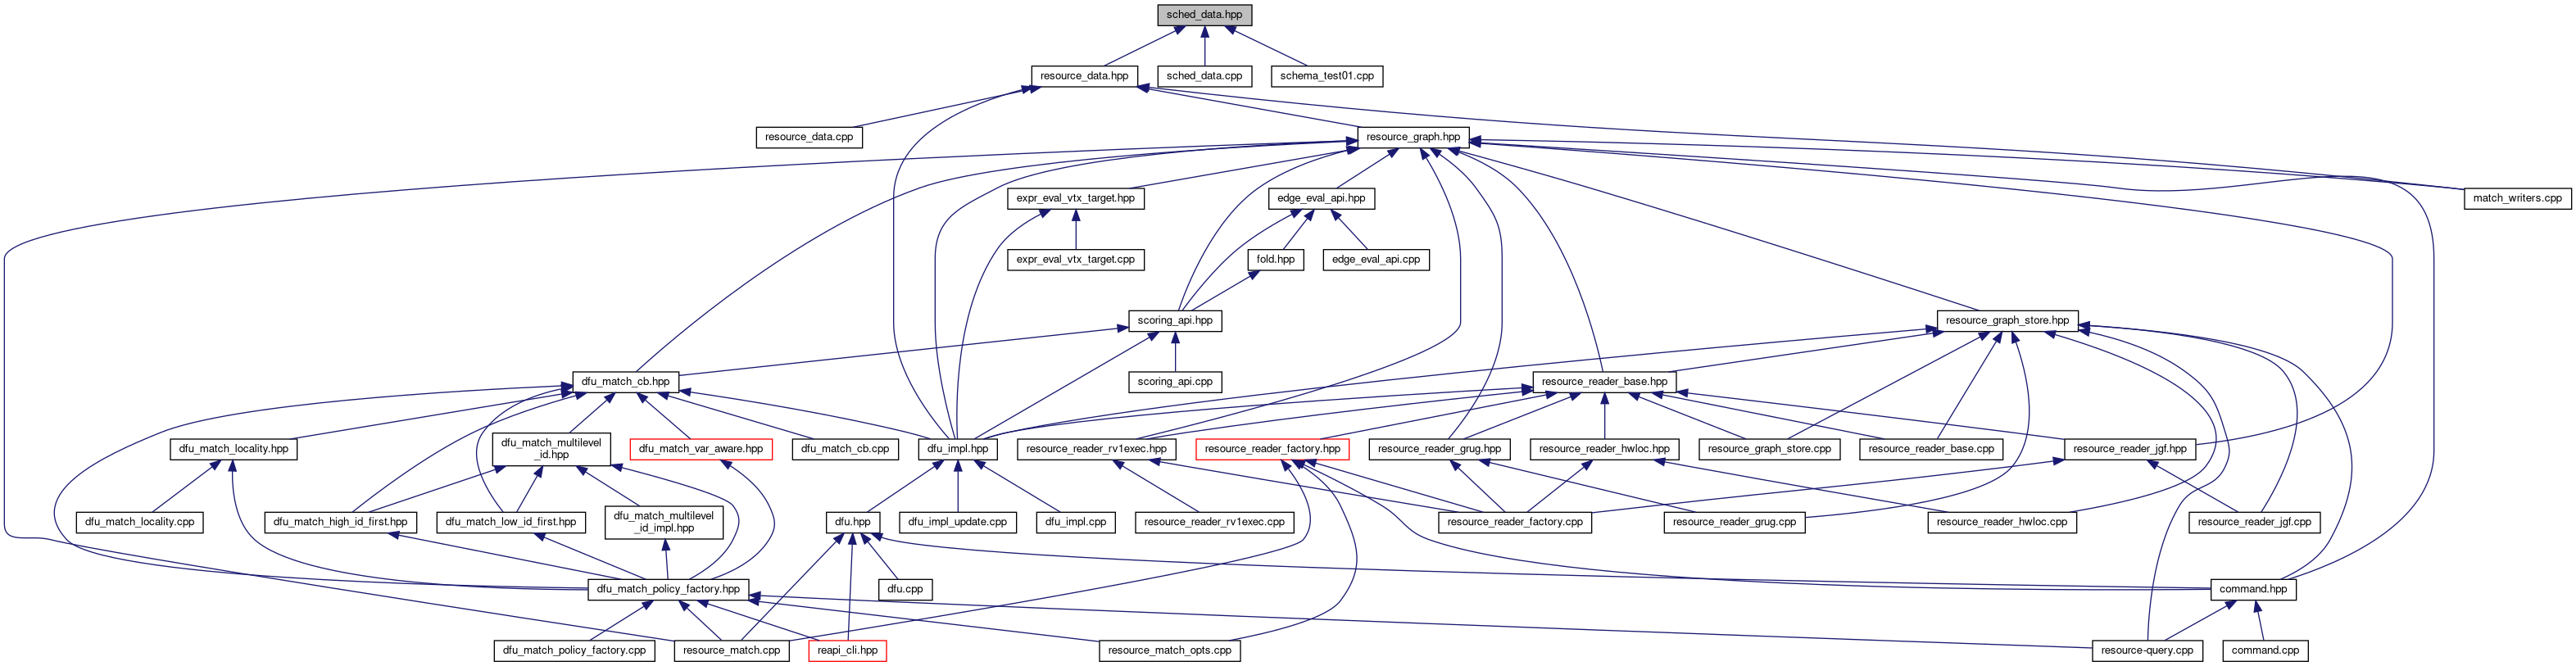 sched_data.hpp
resource_data.hpp
sched_data.cpp
schema_test01.cpp
resource_data.cpp
resource_graph.hpp
expr_eval_vtx_target.hpp
edge_eval_api.hpp
match_writers.cpp
expr_eval_vtx_target.cpp
fold.hpp
edge_eval_api.cpp
scoring_api.hpp
resource_graph_store.hpp
dfu_match_cb.hpp
scoring_api.cpp
resource_reader_base.hpp
dfu_match_locality.hpp
dfu_match_multilevel
_id.hpp
dfu_match_var_aware.hpp
dfu_match_cb.cpp
dfu_impl.hpp
resource_reader_rv1exec.hpp
resource_reader_factory.hpp
resource_reader_grug.hpp
resource_reader_hwloc.hpp
resource_graph_store.cpp
resource_reader_base.cpp
resource_reader_jgf.hpp
dfu_match_locality.cpp
dfu_match_high_id_first.hpp
dfu_match_low_id_first.hpp
dfu_match_multilevel
_id_impl.hpp
dfu.hpp
dfu_impl_update.cpp
dfu_impl.cpp
resource_reader_rv1exec.cpp
resource_reader_factory.cpp
resource_reader_grug.cpp
resource_reader_hwloc.cpp
resource_reader_jgf.cpp
dfu_match_policy_factory.hpp
dfu.cpp
command.hpp
dfu_match_policy_factory.cpp
resource_match.cpp
reapi_cli.hpp
resource_match_opts.cpp
resource-query.cpp
command.cpp